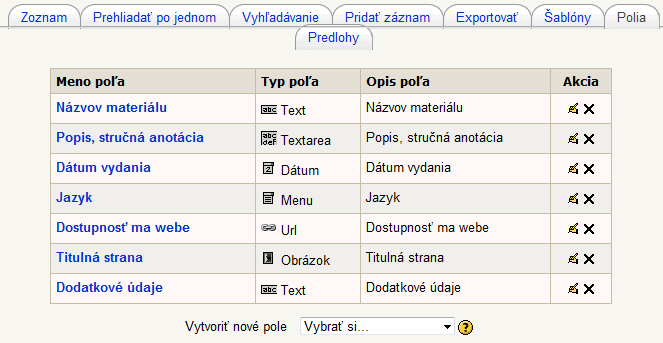 Zoznam Prehliadať po jednom Vyhľadávanie Pridať záznam Exportovať Šablóny Polia
Predlohy
Meno poľa Typ poľa Opis poľa Akcia
Názvov materiálu Text Názvov materiálu
Popis, stručná anotácia Textarea Popis, stručná anotácia
Dátum vydania Dátum Dátum vydania
Jazyk Menu Jazyk
Dostupnosť ma webe Url Dostupnosť ma webe
Titulná strana Obrázok Titulná strana
Dodatkové údaje Text Dodatkové údaje
Vytvoriť nové pole Vybrať si... ?